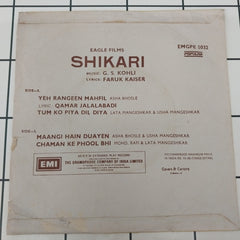 EAGLE FILMS
EMGPE.5032
SHIKARI
MUSIC: G. S. KOHLI
LYRIC: FARUK KAISER
SIDE-A.
YEH RANGEEN MAHFIL ASHA BHOSLE
LYRIC: QAMAR JALALABADI
TUM KO PIYA DIL DIYA LATA MANGESHKAR & USHA MANGESHKAR
SIDE-2.
MAANGI HAIN DUAYEN ASHA BHOSLE & USHA MANGESHKAR
CHAMAN KE PHOOL BHI MOHD. RAFI & LATA MANGESHKAR
EMI
THE GRAMOPHONE COMPANY OF INDIA LIMITED